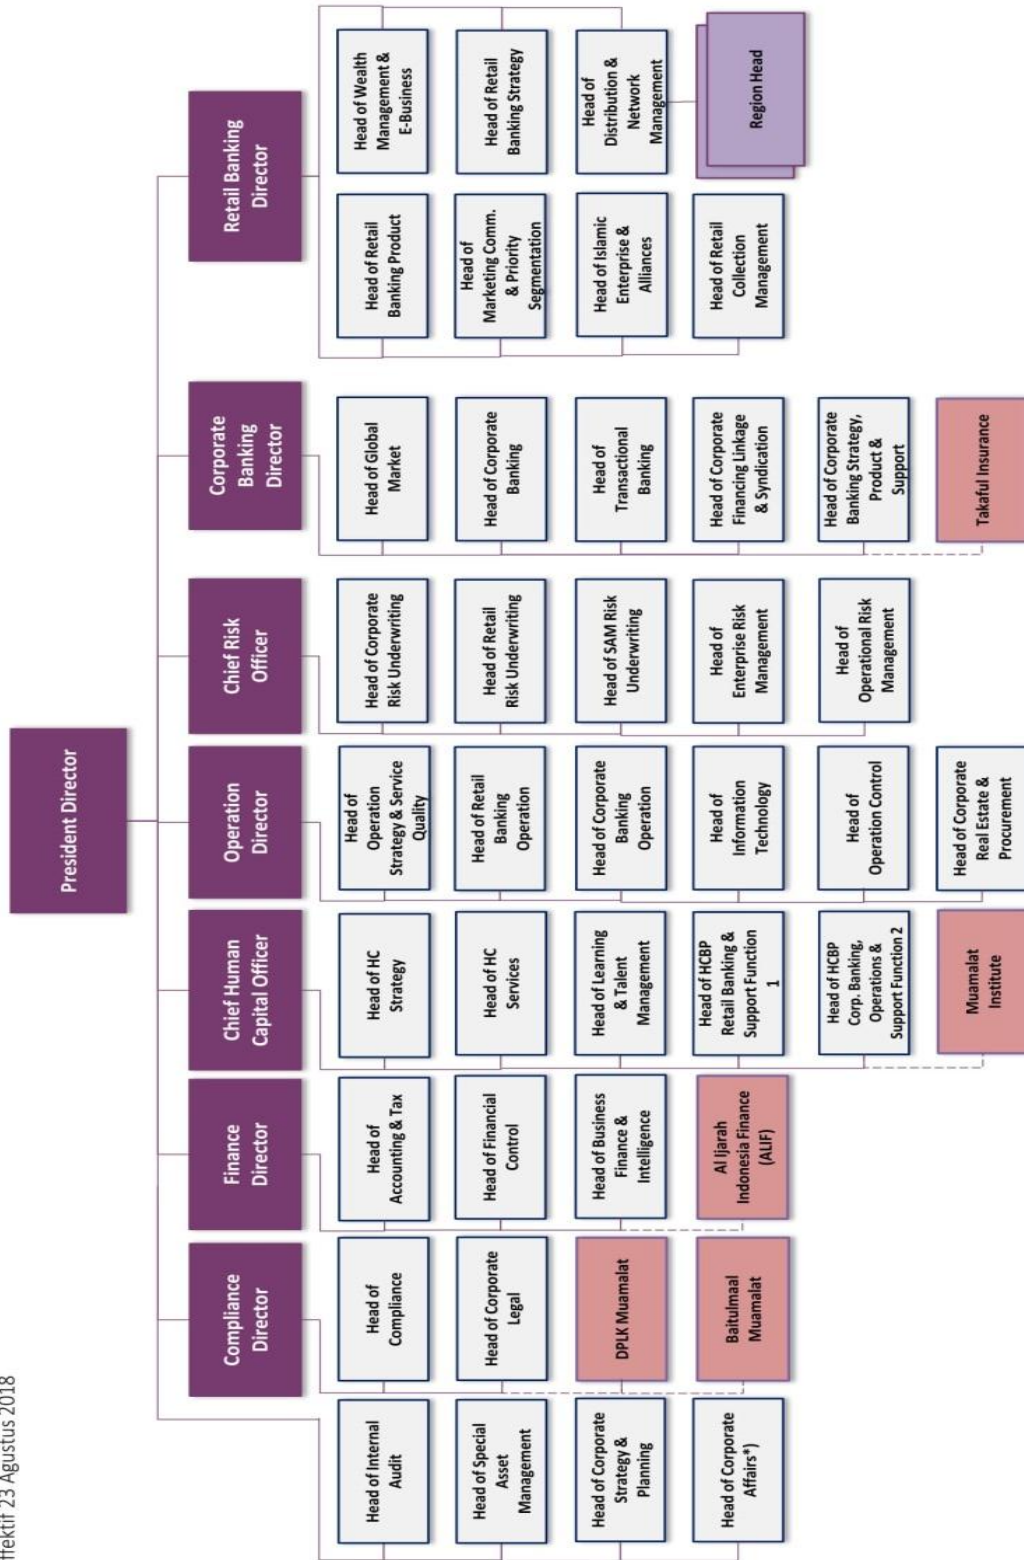 ffektif 23 Agustus 2018
President Director
Compliance
Director
Finance
Director
Chief Human
Capital Officer
Operation
Director
Chief Risk
Officer
Corporate
Banking
Director
Retail Banking
Director
Head of Internal
Audit
Head of Special
Asset
Management
Head of Corporate
Strategy &
Planning
Head of Corporate
Affairs*)
Head of
Compliance
Head of Corporate
Legal
DPLK Muamalat
Baitulmaal
Muamalat
Head of
Accounting & Tax
Head of Financial
Control
Head of Business
Finance &
Intelligence
Al Ijarah
Indonesia Finance
(ALIF)
Head of HC
Strategy
Head of HC
Services
Head of Learning
& Talent
Management
Head of HCBP
Retail Banking &
Support Function
1
Head of HCBP
Corp. Banking,
Operations &
Support Function 2
Muamalat
Institute
Head of
Operation
Strategy & Service
Quality
Head of Retail
Banking
Operation
Head of Corporate
Banking
Operation
Head of
Information
Technology
Head of
Operation Control
Head of Corporate
Real Estate &
Procurement
Head of Corporate
Risk Underwriting
Head of Retail
Risk Underwriting
Head of SAM Risk
Underwriting
Head of
Enterprise Risk
Management
Head of
Operational Risk
Management
Head of Global
Market
Head of Corporate
Banking
Head of
Transactional
Banking
Head of Corporate
Financing Linkage
& Syndication
Head of Corporate
Banking Strategy,
Product &
Support
Takaful Insurance
Head of Retail
Banking Product
Head of
Marketing Comm.
& Priority
Segmentation
Head of Islamic
Enterprise &
Alliances
Head of Retail
Collection
Management
Head of Wealth
Management &
E-Business
Head of Retail
Banking Strategy
Head of
Distribution &
Network
Management
Region Head